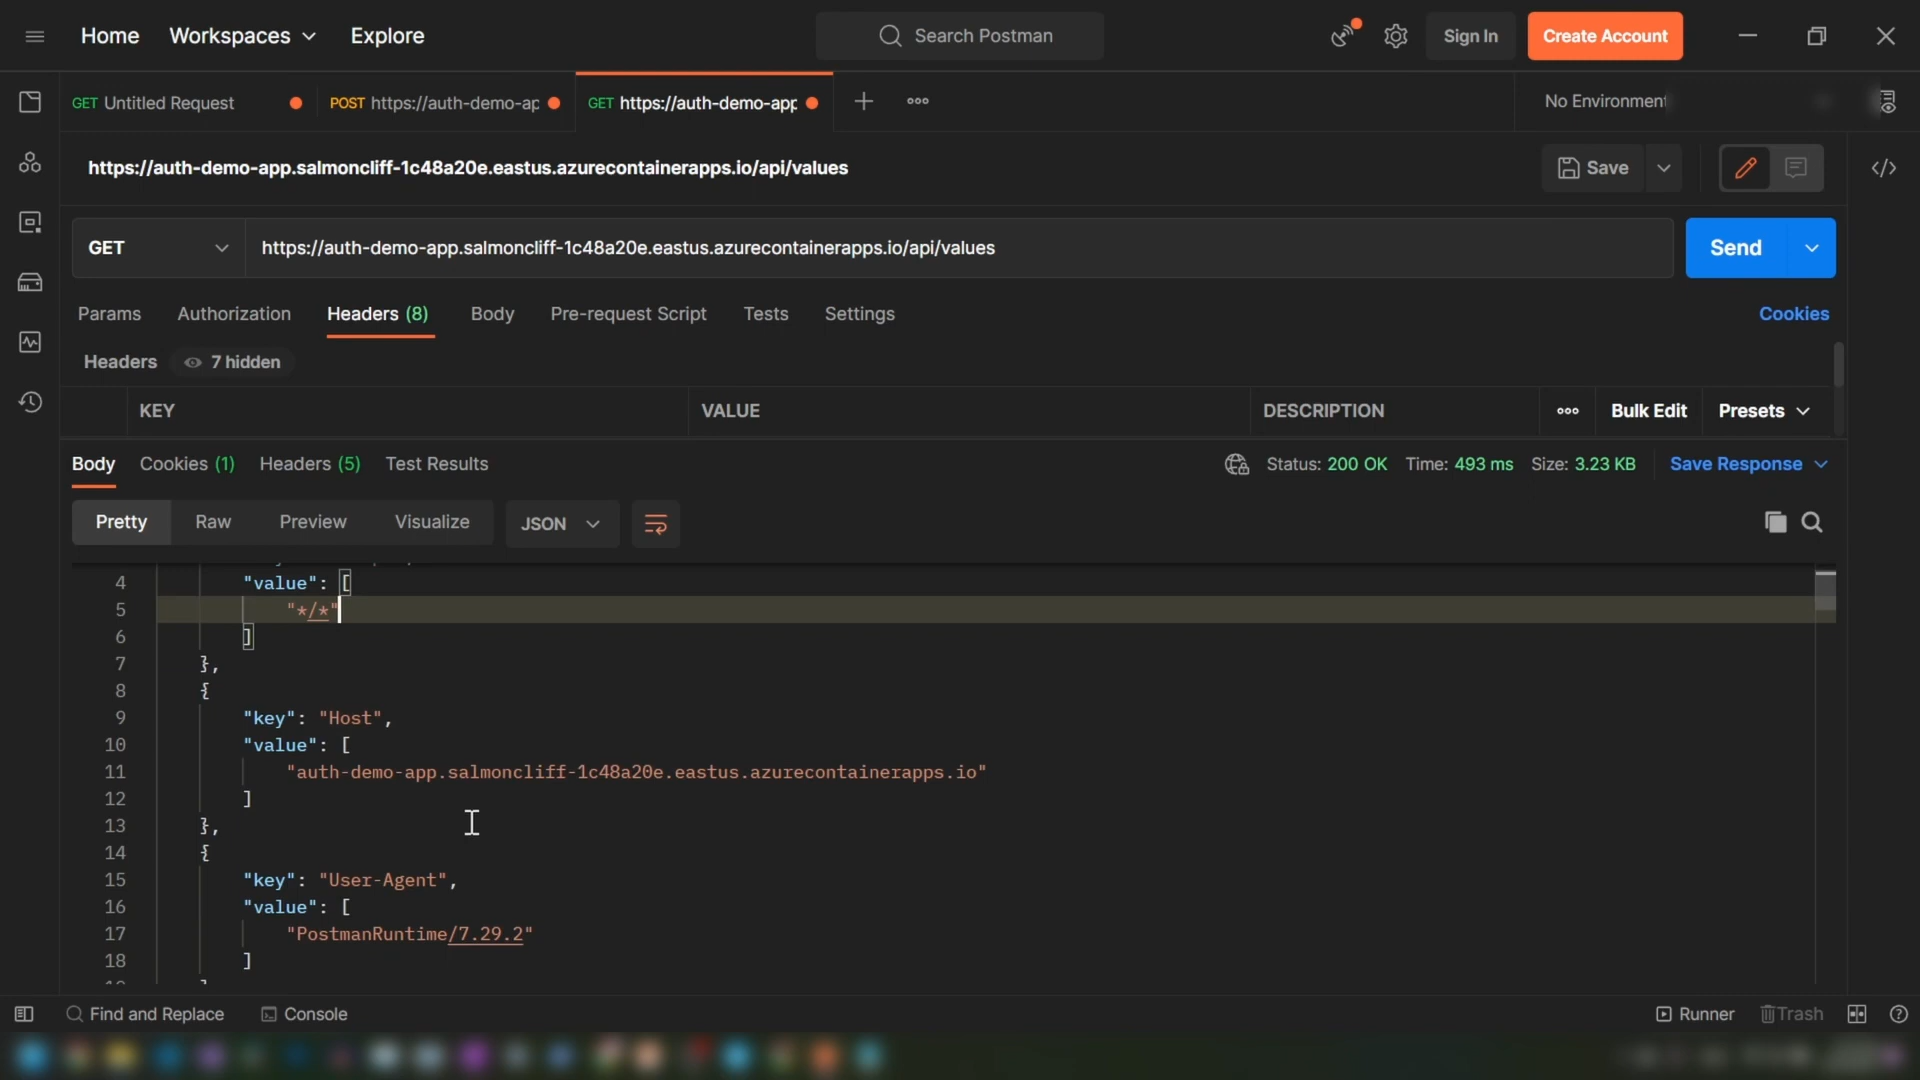 Home Workspaces Explore Search Postman Sign In Create Account
GET Untitled Request POST https://auth-demo-ap GET https://auth-demo-app No Environment
https://auth-demo-app.salmoncliff-1c48a20e.eastus.azurecontainerapps.io/api/values Save </>
GET https://auth-demo-app.salmoncliff-1c48a20e.eastus.azurecontainerapps.io/api/values Send
Params Authorization Headers (8) Body Pre-request Script Tests Settings Cookies
Headers 7 hidden
KEY VALUE DESCRIPTION Bulk Edit Presets
Body Cookies (1) Headers (5) Test Results Status: 200 OK Time: 493 ms Size: 3.23 KB Save Response
Pretty Raw Preview Visualize JSON
4 "value": [
5 "*/*"
6 ]
7 },
8 {
9 "key": "Host",
10 "value": [
11 "auth-demo-app.salmoncliff-1c48a20e.eastus.azurecontainerapps.io"
12 ]
13 },
14 {
15 "key": "User-Agent",
16 "value": [
17 "PostmanRuntime/7.29.2"
18 ]
Find and Replace Console Runner Trash